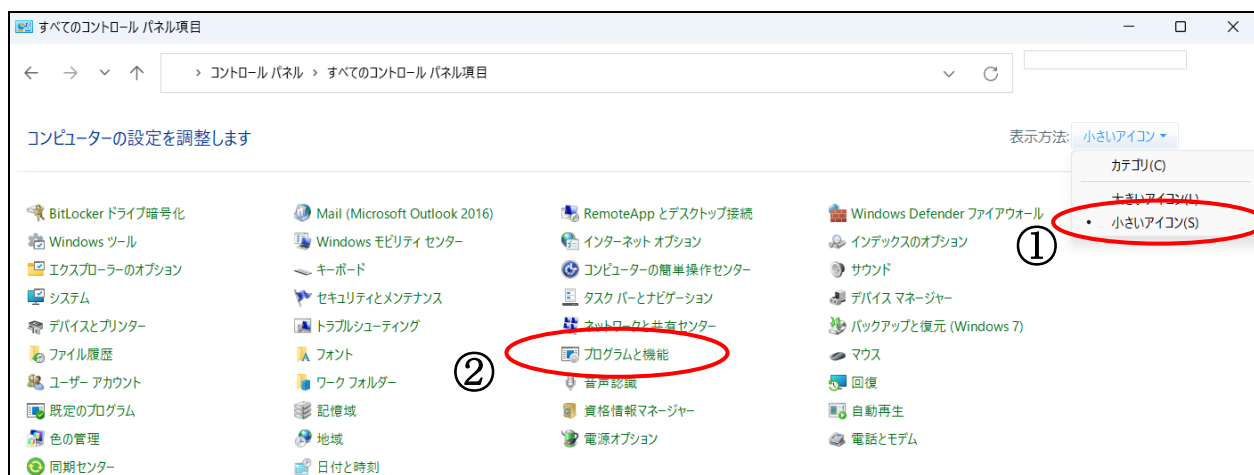 すべてのコントロール パネル項目
コントロール パネル › すべてのコントロール パネル項目
コンピューターの設定を調整します
表示方法: 小さいアイコン
カテゴリ(C)
大きいアイコン(L)
• 小さいアイコン(S)
①
BitLocker ドライブ暗号化 Mail (Microsoft Outlook 2016) RemoteApp とデスクトップ接続 Windows Defender ファイアウォール
Windows ツール Windows モビリティ センター インターネット オプション インデックスのオプション
エクスプローラーのオプション キーボード コンピューターの簡単操作センター サウンド
システム セキュリティとメンテナンス タスク バーとナビゲーション デバイス マネージャー
デバイスとプリンター トラブルシューティング ネットワークと共有センター バックアップと復元 (Windows 7)
ファイル履歴 フォント プログラムと機能 マウス
②
ユーザー アカウント ワーク フォルダー 音声認識 回復
既定のプログラム 記憶域 資格情報マネージャー 自動再生
色の管理 地域 電源オプション 電話とモデム
同期センター 日付と時刻